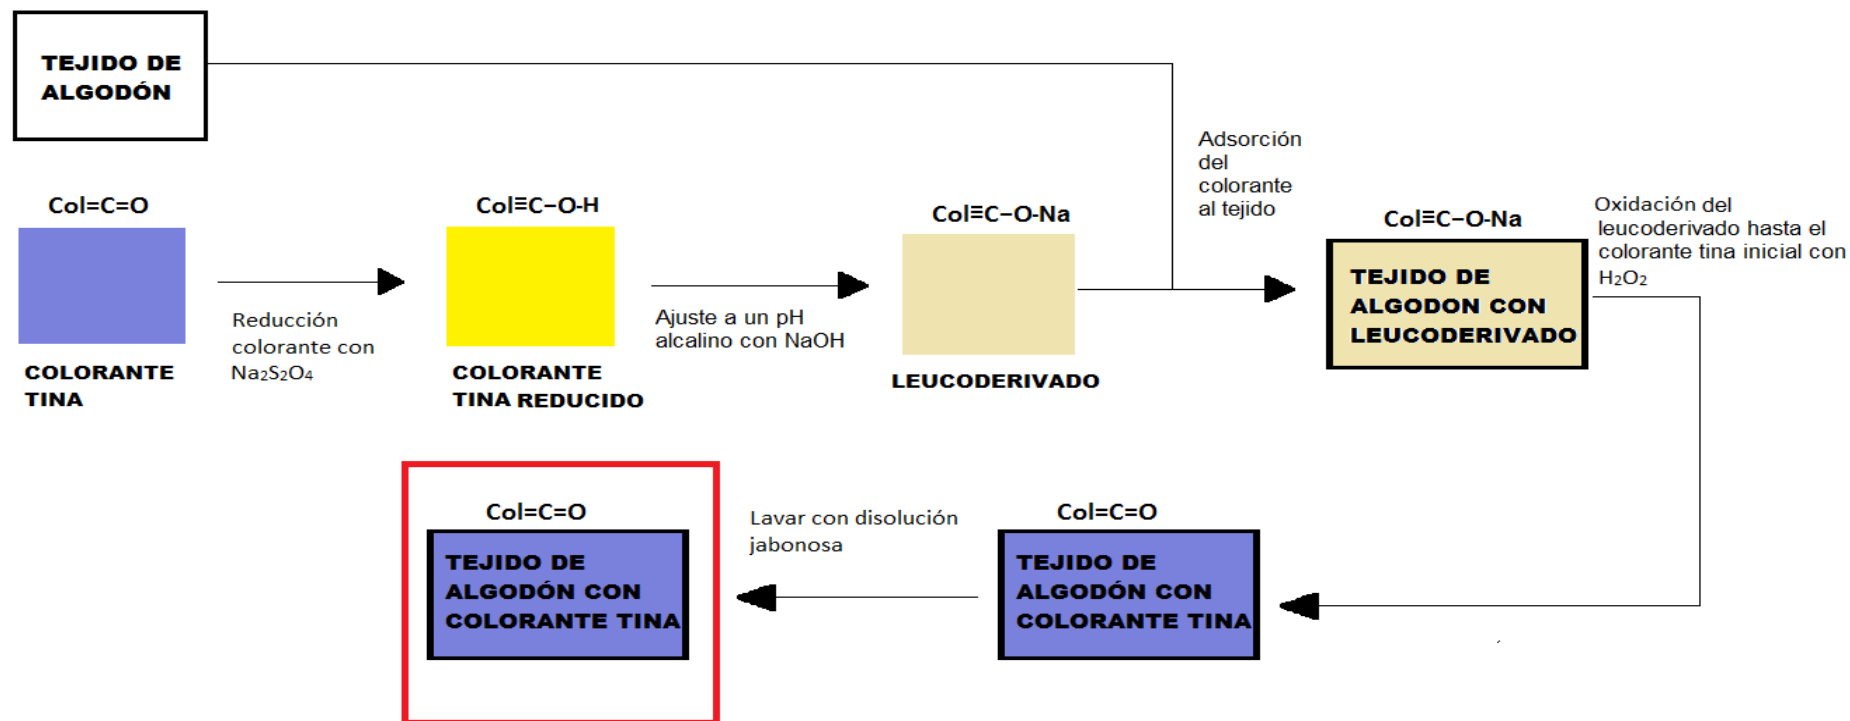 TEJIDO DE
ALGODÓN
Adsorción
del
colorante
al tejido
Col=C=O
COLORANTE
TINA
Reducción
colorante con
Na₂S₂O₄
Col≡C−O-H
COLORANTE
TINA REDUCIDO
Ajuste a un pH
alcalino con NaOH
Col≡C−O-Na
LEUCODERIVADO
Col≡C−O-Na
TEJIDO DE
ALGODON CON
LEUCODERIVADO
Oxidación del
leucoderivado hasta el
colorante tina inicial con
H₂O₂
Col=C=O
TEJIDO DE
ALGODÓN CON
COLORANTE TINA
Lavar con disolución
jabonosa
Col=C=O
TEJIDO DE
ALGODÓN CON
COLORANTE TINA